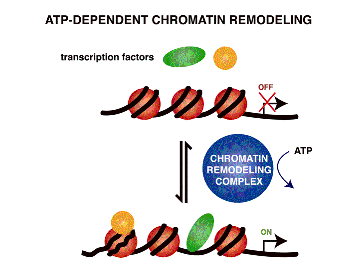 ATP-DEPENDENT CHROMATIN REMODELING
transcription factors
OFF
CHROMATIN
REMODELING
COMPLEX
ATP
ON